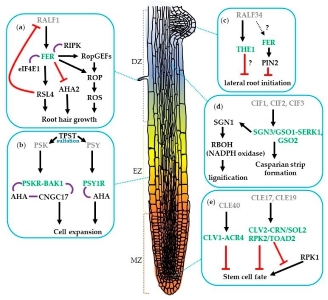 (a)
RALF1
FER
RIPK
RopGEFs
eIF4E1
ROP
RSL4
AHA2
ROS
Root hair growth
(b)
TPST
sulfation
PSK
PSY
PSKR-BAK1
PSY1R
AHA
CNGC17
AHA
Cell expansion
DZ
EZ
MZ
(c)
RALF34
?
THE1
?
FER
PIN2
lateral root initiation
(d)
CIF1, CIF2, CIF3
SGN1
SGN3/GSO1-SERK1,
GSO2
RBOH
(NADPH oxidase)
lignification
Casparian strip
formation
(e)
CLE40
CLE17, CLE19
CLV1-ACR4
CLV2-CRN/SOL2
RPK2/TOAD2
RPK1
Stem cell fate